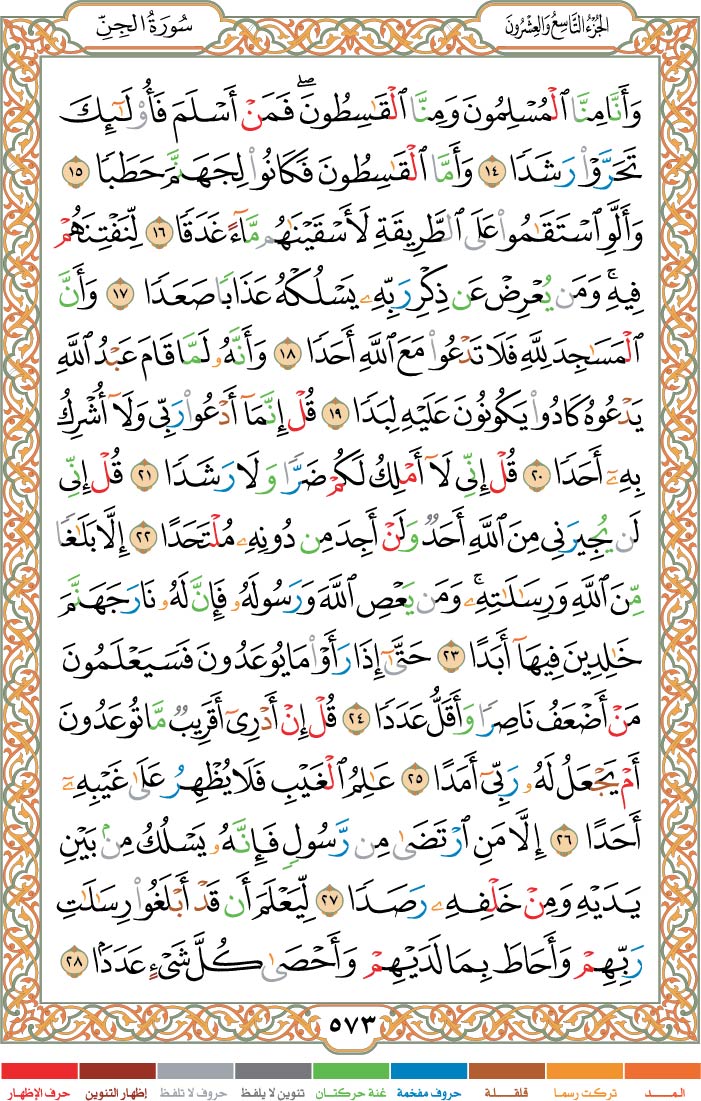 الجُزْءُ التَّاسِعُ وَالعِشْرُونَ
سُورَةُ الجِنِّ
وَأَنَّا مِنَّا ٱلْمُسْلِمُونَ وَمِنَّا ٱلْقَٰسِطُونَۖ فَمَنْ أَسْلَمَ فَأُو۟لَٰٓئِكَ
تَحَرَّوْا۟ رَشَدًا ١٤ وَأَمَّا ٱلْقَٰسِطُونَ فَكَانُوا۟ لِجَهَنَّمَ حَطَبًا ١٥
وَأَلَّوِ ٱسْتَقَٰمُوا۟ عَلَى ٱلطَّرِيقَةِ لَأَسْقَيْنَٰهُم مَّآءً غَدَقًا ١٦ لِّنَفْتِنَهُمْ
فِيهِۚ وَمَن يُعْرِضْ عَن ذِكْرِ رَبِّهِۦ يَسْلُكْهُ عَذَابًا صَعَدًا ١٧ وَأَنَّ
ٱلْمَسَٰجِدَ لِلَّهِ فَلَا تَدْعُوا۟ مَعَ ٱللَّهِ أَحَدًا ١٨ وَأَنَّهُۥ لَمَّا قَامَ عَبْدُ ٱللَّهِ
يَدْعُوهُ كَادُوا۟ يَكُونُونَ عَلَيْهِ لِبَدًا ١٩ قُلْ إِنَّمَآ أَدْعُوا۟ رَبِّى وَلَآ أُشْرِكُ
بِهِۦٓ أَحَدًا ٢٠ قُلْ إِنِّى لَآ أَمْلِكُ لَكُمْ ضَرًّا وَلَا رَشَدًا ٢١ قُلْ إِنِّى
لَن يُجِيرَنِى مِنَ ٱللَّهِ أَحَدٌ وَلَنْ أَجِدَ مِن دُونِهِۦ مُلْتَحَدًا ٢٢ إِلَّا بَلَٰغًا
مِّنَ ٱللَّهِ وَرِسَٰلَٰتِهِۦۚ وَمَن يَعْصِ ٱللَّهَ وَرَسُولَهُۥ فَإِنَّ لَهُۥ نَارَ جَهَنَّمَ
خَٰلِدِينَ فِيهَآ أَبَدًا ٢٣ حَتَّىٰٓ إِذَا رَأَوْا۟ مَا يُوعَدُونَ فَسَيَعْلَمُونَ
مَنْ أَضْعَفُ نَاصِرًا وَأَقَلُّ عَدَدًا ٢٤ قُلْ إِنْ أَدْرِىٓ أَقَرِيبٌ مَّا تُوعَدُونَ
أَمْ يَجْعَلُ لَهُۥ رَبِّىٓ أَمَدًا ٢٥ عَٰلِمُ ٱلْغَيْبِ فَلَا يُظْهِرُ عَلَىٰ غَيْبِهِۦٓ
أَحَدًا ٢٦ إِلَّا مَنِ ٱرْتَضَىٰ مِن رَّسُولٍ فَإِنَّهُۥ يَسْلُكُ مِنۢ بَيْنِ
يَدَيْهِ وَمِنْ خَلْفِهِۦ رَصَدًا ٢٧ لِّيَعْلَمَ أَن قَدْ أَبْلَغُوا۟ رِسَٰلَٰتِ
رَبِّهِمْ وَأَحَاطَ بِمَا لَدَيْهِمْ وَأَحْصَىٰ كُلَّ شَىْءٍ عَدَدًۢا ٢٨
٥٧٣
المـــد تركت رسما قلقـــلة حروف مفخمة غنة حركتان تنوين لا يلفظ حروف لا تلفظ إظهار التنوين حرف الإظهار